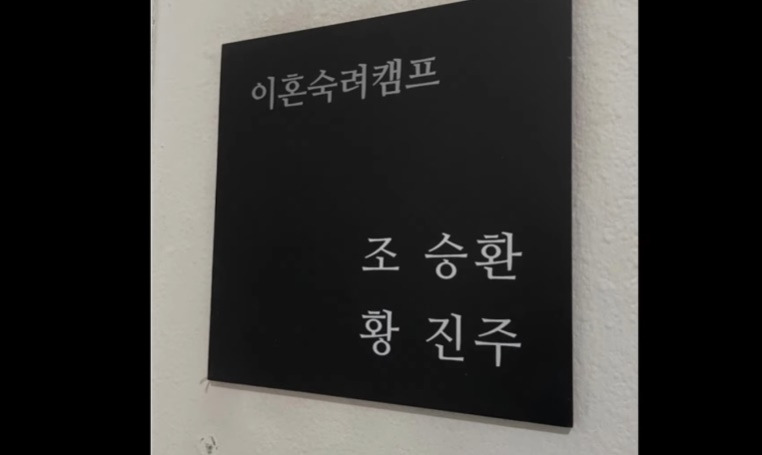 이혼숙려캠프
조 승환
황 진주